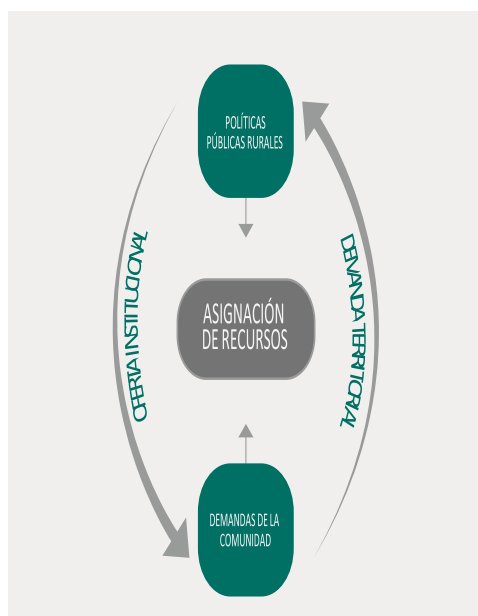 POLÍTICAS
PÚBLICAS RURALES
OFERTA INSTITUCIONAL
DEMANDA TERRITORIAL
ASIGNACIÓN
DE RECURSOS
DEMANDAS DE LA
COMUNIDAD